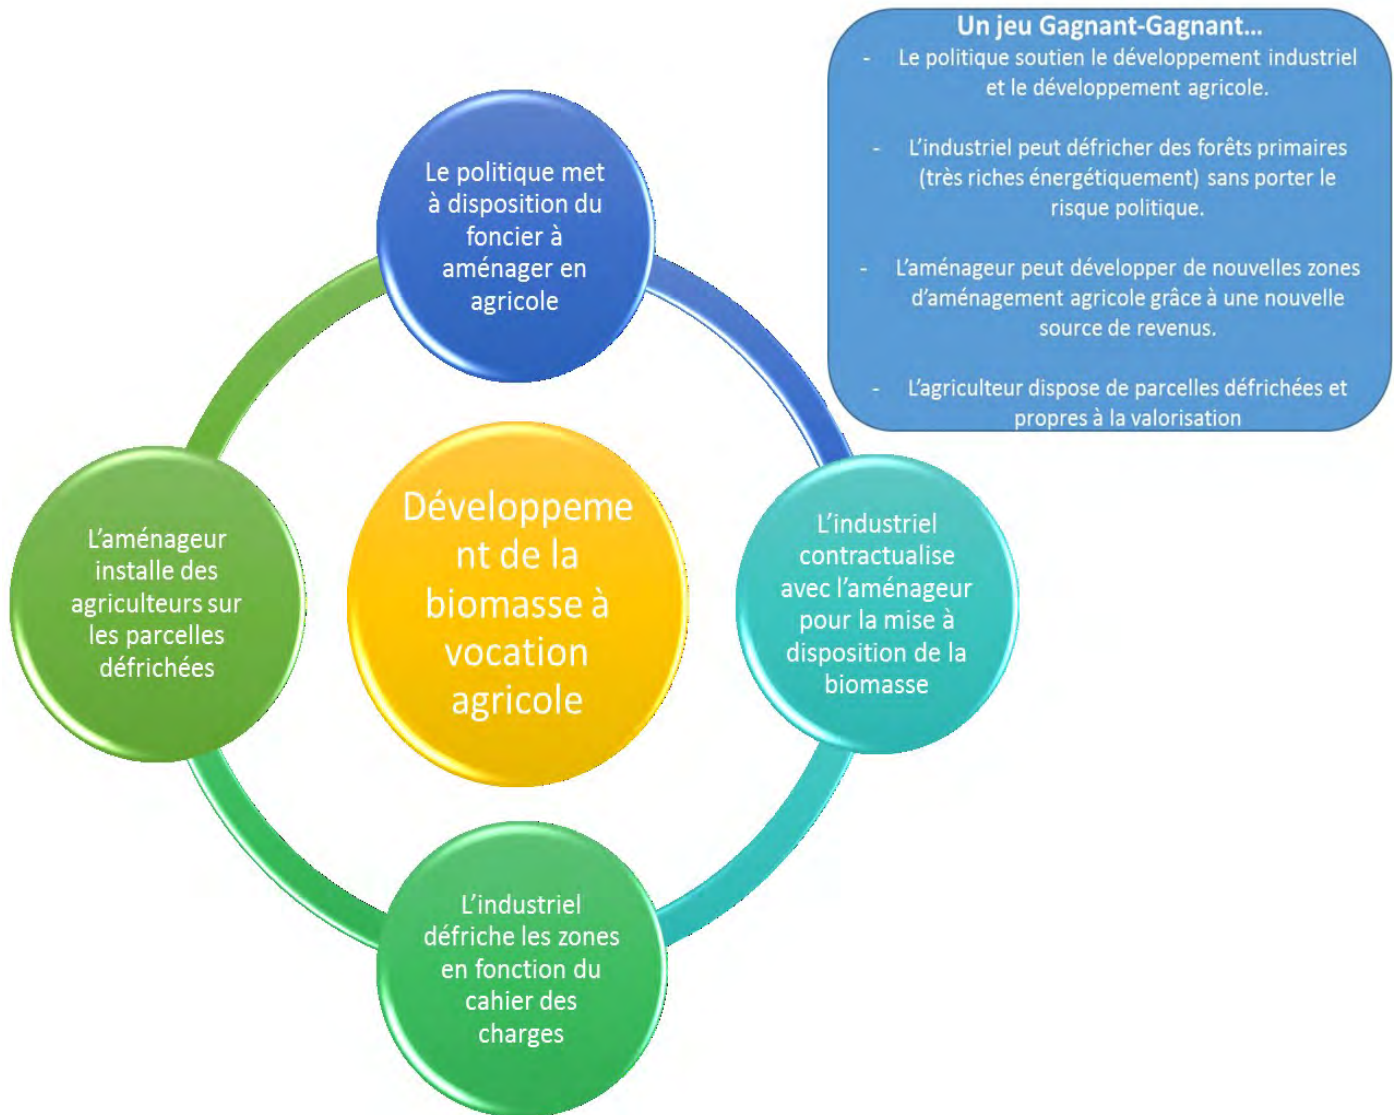 Un jeu Gagnant-Gagnant...
- Le politique soutien le développement industriel
et le développement agricole.
- L'industriel peut défricher des forêts primaires
(très riches énergétiquement) sans porter le
risque politique.
- L'aménageur peut développer de nouvelles zones
d'aménagement agricole grâce à une nouvelle
source de revenus.
- L'agriculteur dispose de parcelles défrichées et
propres à la valorisation
Le politique met
à disposition du
foncier à
aménager en
agricole
L'industriel
contractualise
avec l'aménageur
pour la mise à
disposition de la
biomasse
L'industriel
défriche les zones
en fonction du
cahier des
charges
L'aménageur
installe des
agriculteurs sur
les parcelles
défrichées
Développeme
nt de la
biomasse à
vocation
agricole